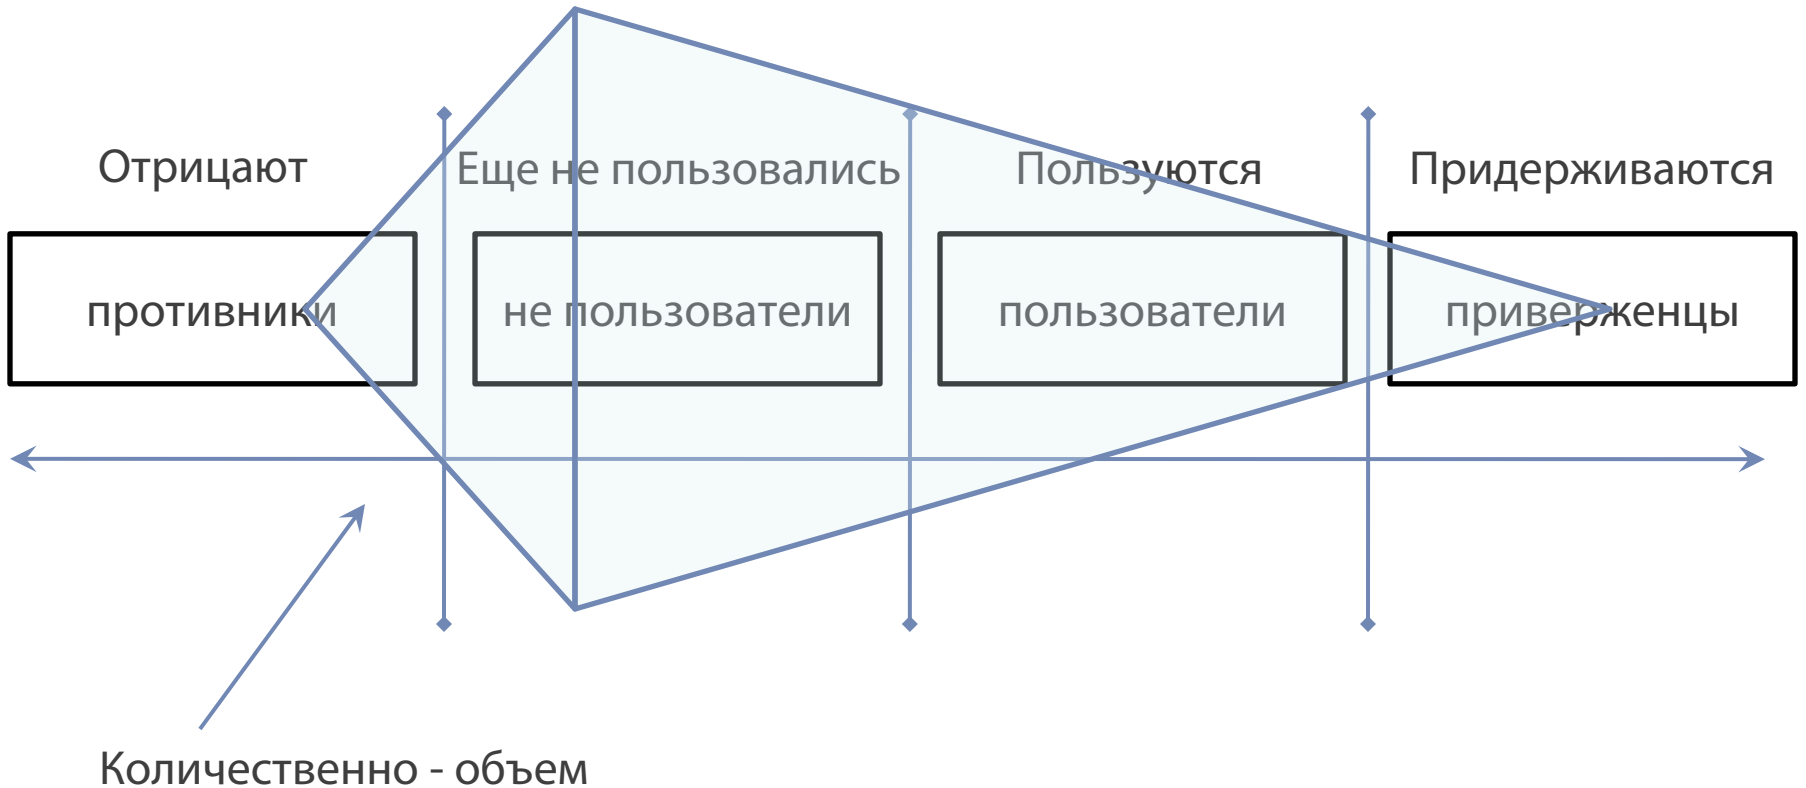 Отрицают
Еще не пользовались
Пользуются
Придерживаются
противники
не пользователи
пользователи
приверженцы
Количественно - объем